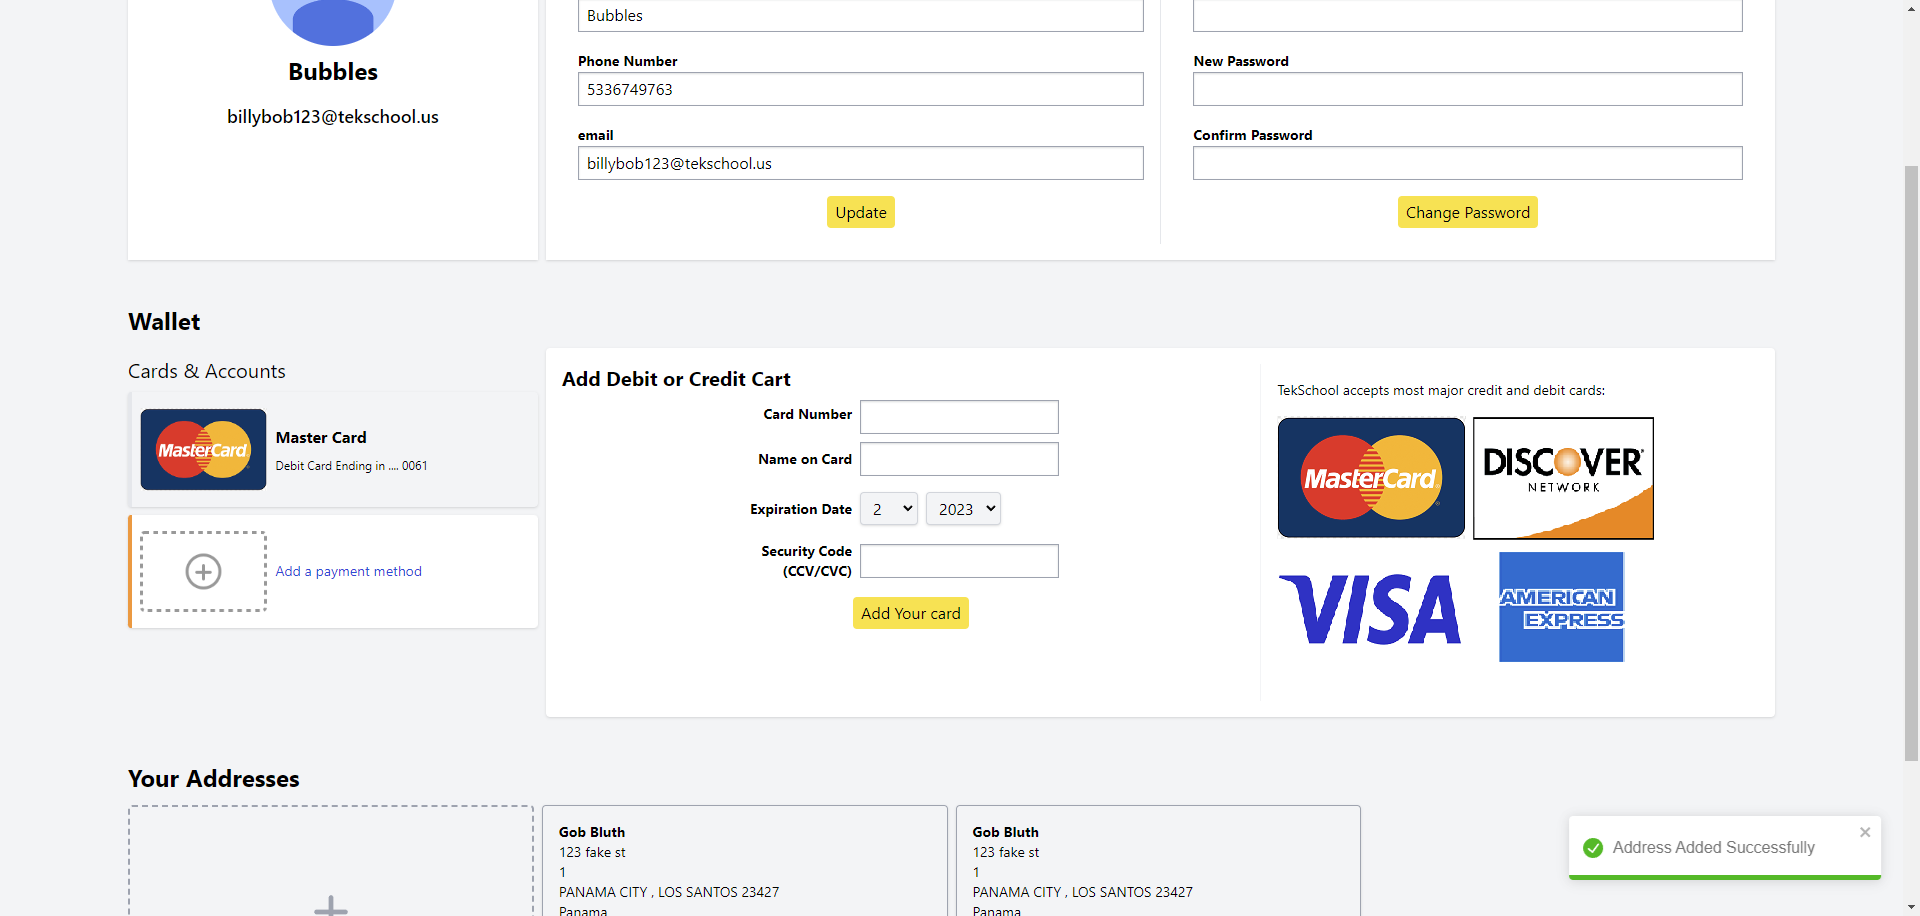 Bubbles
billybob123@tekschool.us
Bubbles
Phone Number
5336749763
email
billybob123@tekschool.us
Update
New Password
Confirm Password
Change Password
Wallet
Cards & Accounts
MasterCard
Master Card
Debit Card Ending in .... 0061
Add a payment method
Add Debit or Credit Cart
Card Number
Name on Card
Expiration Date 2 2023
Security Code
(CCV/CVC)
Add Your card
TekSchool accepts most major credit and debit cards:
MasterCard
DISCOVER
NETWORK
VISA
AMERICAN
EXPRESS
Your Addresses
Gob Bluth
123 fake st
1
PANAMA CITY , LOS SANTOS 23427
Panama
Gob Bluth
123 fake st
1
PANAMA CITY , LOS SANTOS 23427
Panama
Address Added Successfully